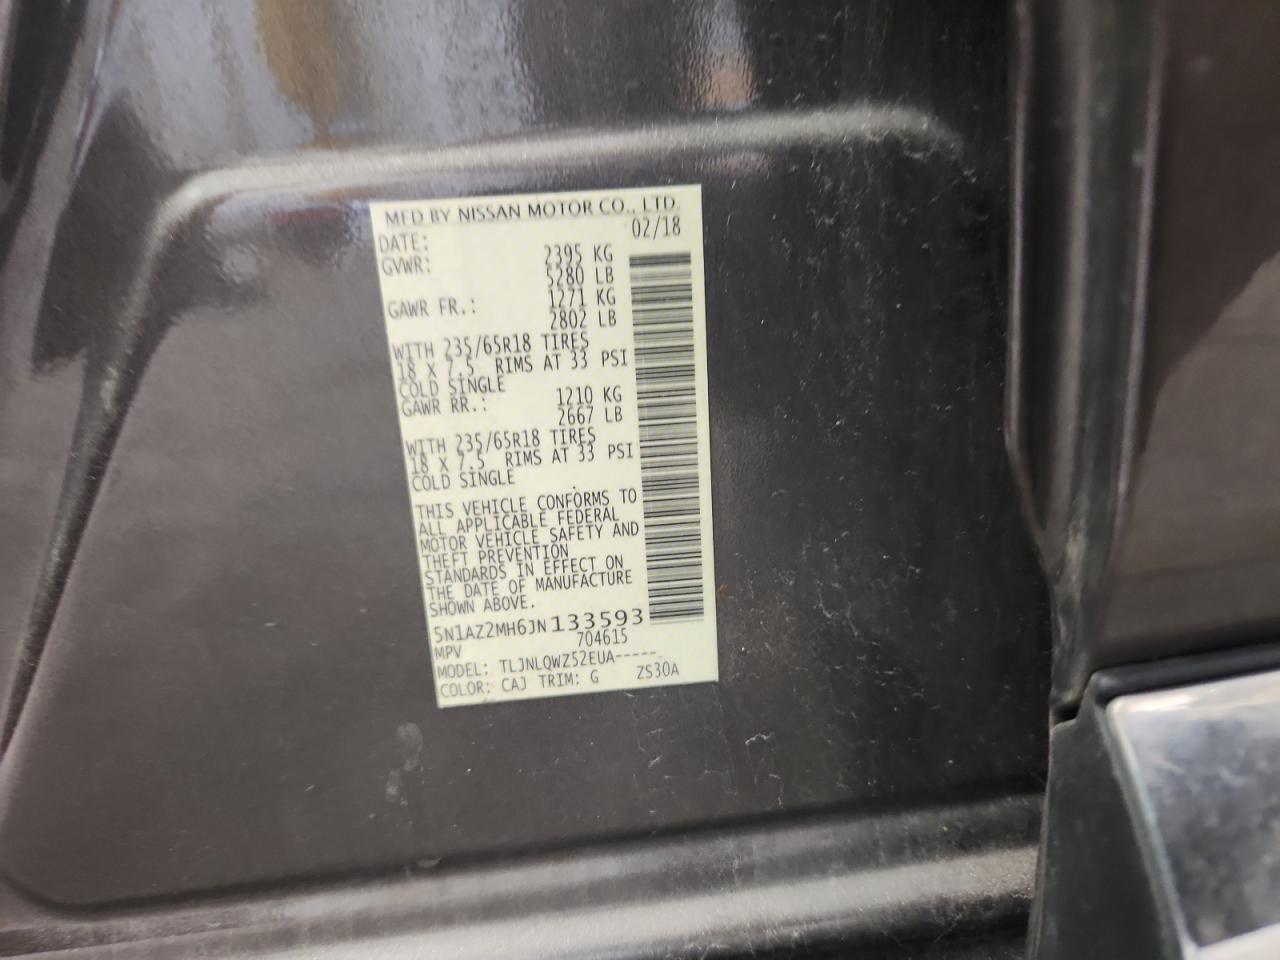 MFD BY NISSAN MOTOR CO., LTD.
DATE: 02/18
GVWR: 2395 KG
5280 LB
GAWR FR.: 1271 KG
2802 LB
WITH 235/65R18 TIRES
18 X 7.5 RIMS AT 33 PSI
COLD SINGLE
GAWR RR.: 1210 KG
2667 LB
WITH 235/65R18 TIRES
18 X 7.5 RIMS AT 33 PSI
COLD SINGLE
THIS VEHICLE CONFORMS TO
ALL APPLICABLE FEDERAL
MOTOR VEHICLE SAFETY AND
THEFT PREVENTION
STANDARDS IN EFFECT ON
THE DATE OF MANUFACTURE
SHOWN ABOVE.
5N1AZ2MH6JN133593
MPV 704615
MODEL: TLJNLQWZ52EUA-----
COLOR: CAJ TRIM: G ZS30A